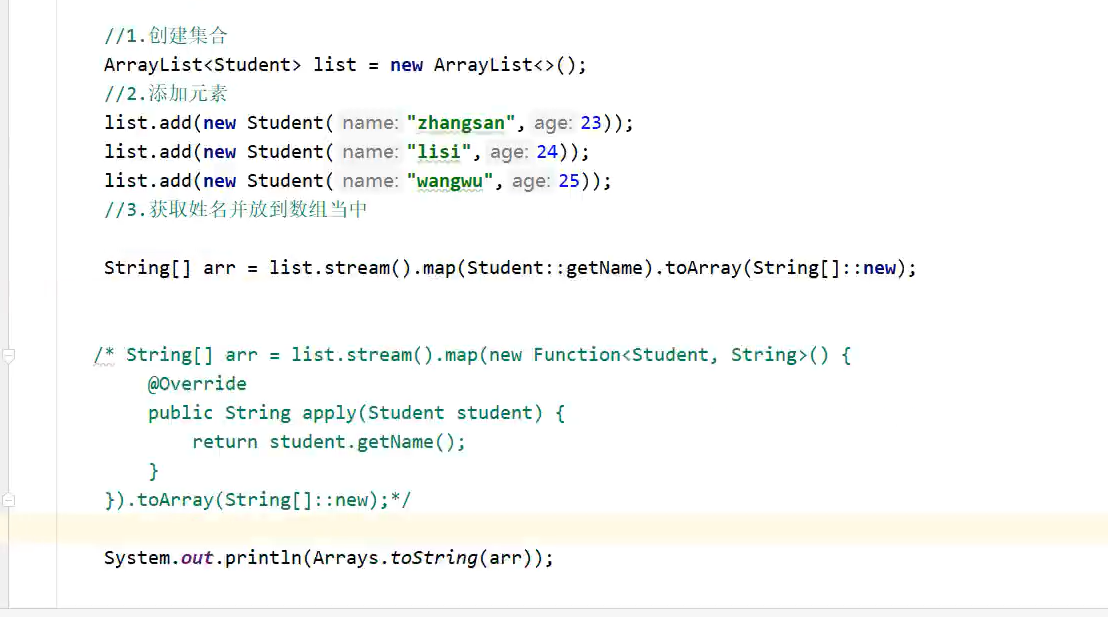 //1.创建集合
ArrayList<Student> list = new ArrayList<>();
//2.添加元素
list.add(new Student( name: "zhangsan", age: 23));
list.add(new Student( name: "lisi", age: 24));
list.add(new Student( name: "wangwu", age: 25));
//3.获取姓名并放到数组当中
String[] arr = list.stream().map(Student::getName).toArray(String[]::new);
/* String[] arr = list.stream().map(new Function<Student, String>() {
@Override
public String apply(Student student) {
return student.getName();
}
}).toArray(String[]::new);*/
System.out.println(Arrays.toString(arr));